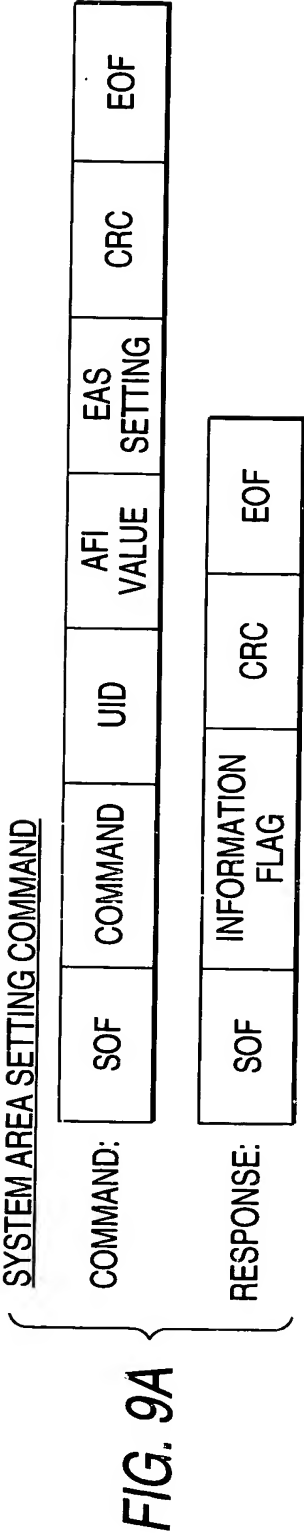 FIG. 9A
SYSTEM AREA SETTING COMMAND
COMMAND: SOF COMMAND UID AFI VALUE EAS SETTING CRC EOF
RESPONSE: SOF INFORMATION FLAG CRC EOF